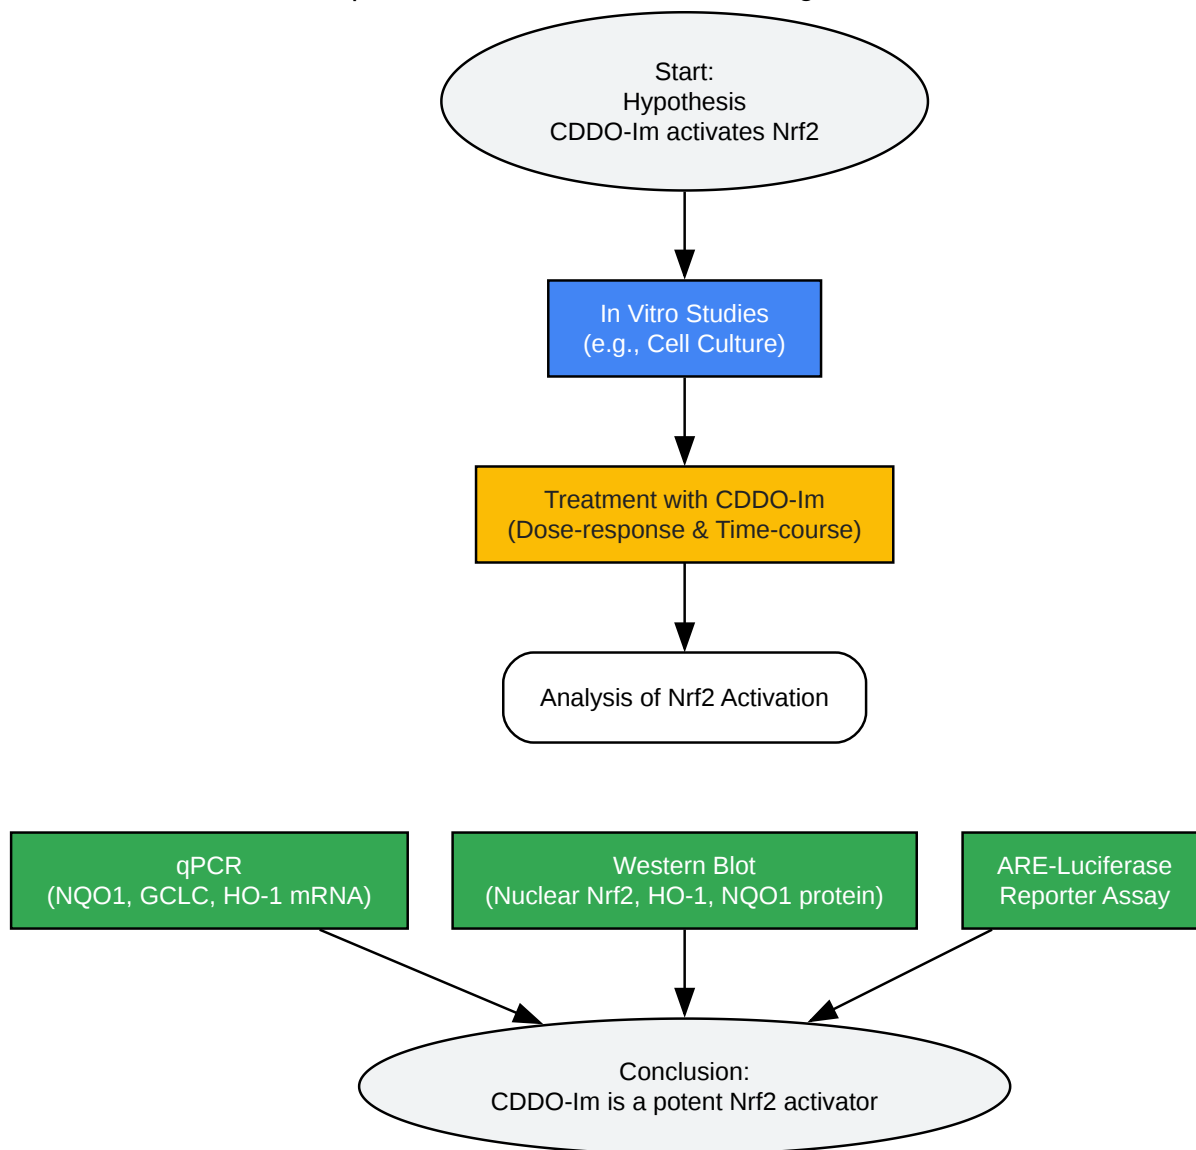 Start:
Hypothesis
CDDO-Im activates Nrf2
In Vitro Studies
(e.g., Cell Culture)
Treatment with CDDO-Im
(Dose-response & Time-course)
Analysis of Nrf2 Activation
qPCR
(NQO1, GCLC, HO-1 mRNA)
Western Blot
(Nuclear Nrf2, HO-1, NQO1 protein)
ARE-Luciferase
Reporter Assay
Conclusion:
CDDO-Im is a potent Nrf2 activator